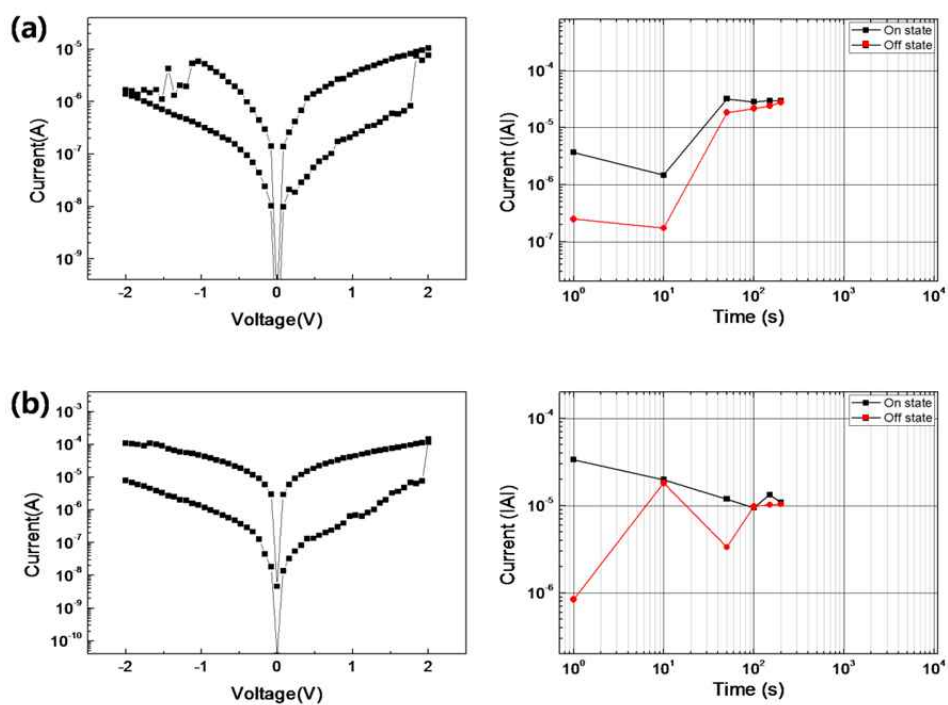 (a)
10⁻⁵
10⁻⁶
10⁻⁷
10⁻⁸
10⁻⁹
Current(A)
-2 -1 0 1 2
Voltage(V)
On state
Off state
10⁻⁴
10⁻⁵
10⁻⁶
10⁻⁷
Current (IAI)
10⁰ 10¹ 10² 10³ 10⁴
Time (s)
(b)
10⁻³
10⁻⁴
10⁻⁵
10⁻⁶
10⁻⁷
10⁻⁸
10⁻⁹
10⁻¹⁰
Current(A)
-2 -1 0 1 2
Voltage(V)
On state
Off state
10⁻⁴
10⁻⁵
10⁻⁶
Current (IAI)
10⁰ 10¹ 10² 10³ 10⁴
Time (s)